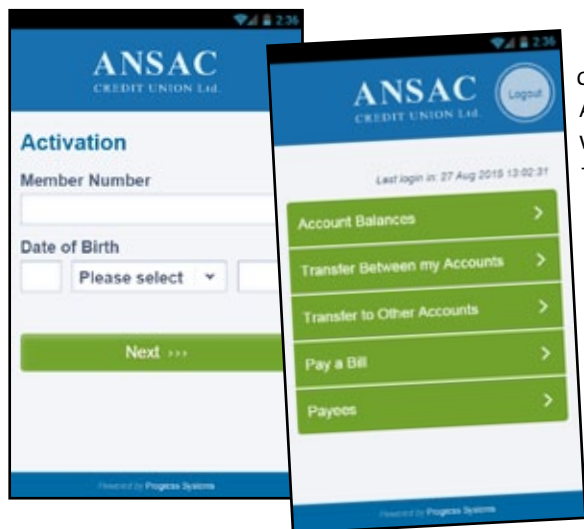 2:36
ANSAC
CREDIT UNION Ltd.
Activation
Member Number
Date of Birth
Please select
Next >>>
Powered by Progress Systems
2:36
ANSAC
CREDIT UNION Ltd.
Logout
Last login in: 27 Aug 2015 13:02:31
Account Balances
Transfer Between my Accounts
Transfer to Other Accounts
Pay a Bill
Payees
Powered by Progress Systems